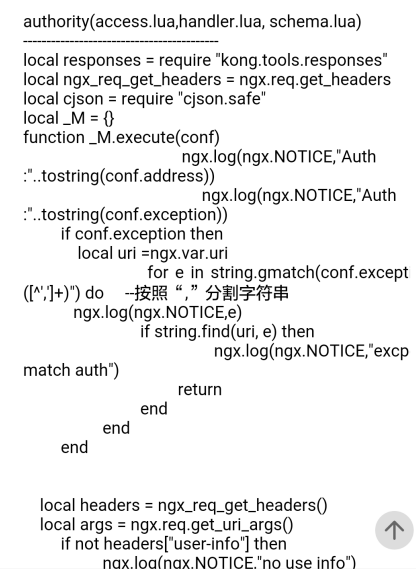 authority(access.lua,handler.lua, schema.lua)
------------------------------------------
local responses = require "kong.tools.responses"
local ngx_req_get_headers = ngx.req.get_headers
local cjson = require "cjson.safe"
local _M = {}
function _M.execute(conf)
ngx.log(ngx.NOTICE,"Auth
:"..tostring(conf.address))
ngx.log(ngx.NOTICE,"Auth
:"..tostring(conf.exception))
if conf.exception then
local uri =ngx.var.uri
for e in string.gmatch(conf.except
([^',']+)") do --按照“，”分割字符串
ngx.log(ngx.NOTICE,e)
if string.find(uri, e) then
ngx.log(ngx.NOTICE,"excp
match auth")
return
end
end
end
local headers = ngx_req_get_headers()
local args = ngx.req.get_uri_args()
if not headers["user-info"] then
ngx.log(ngx.NOTICE,"no use info")